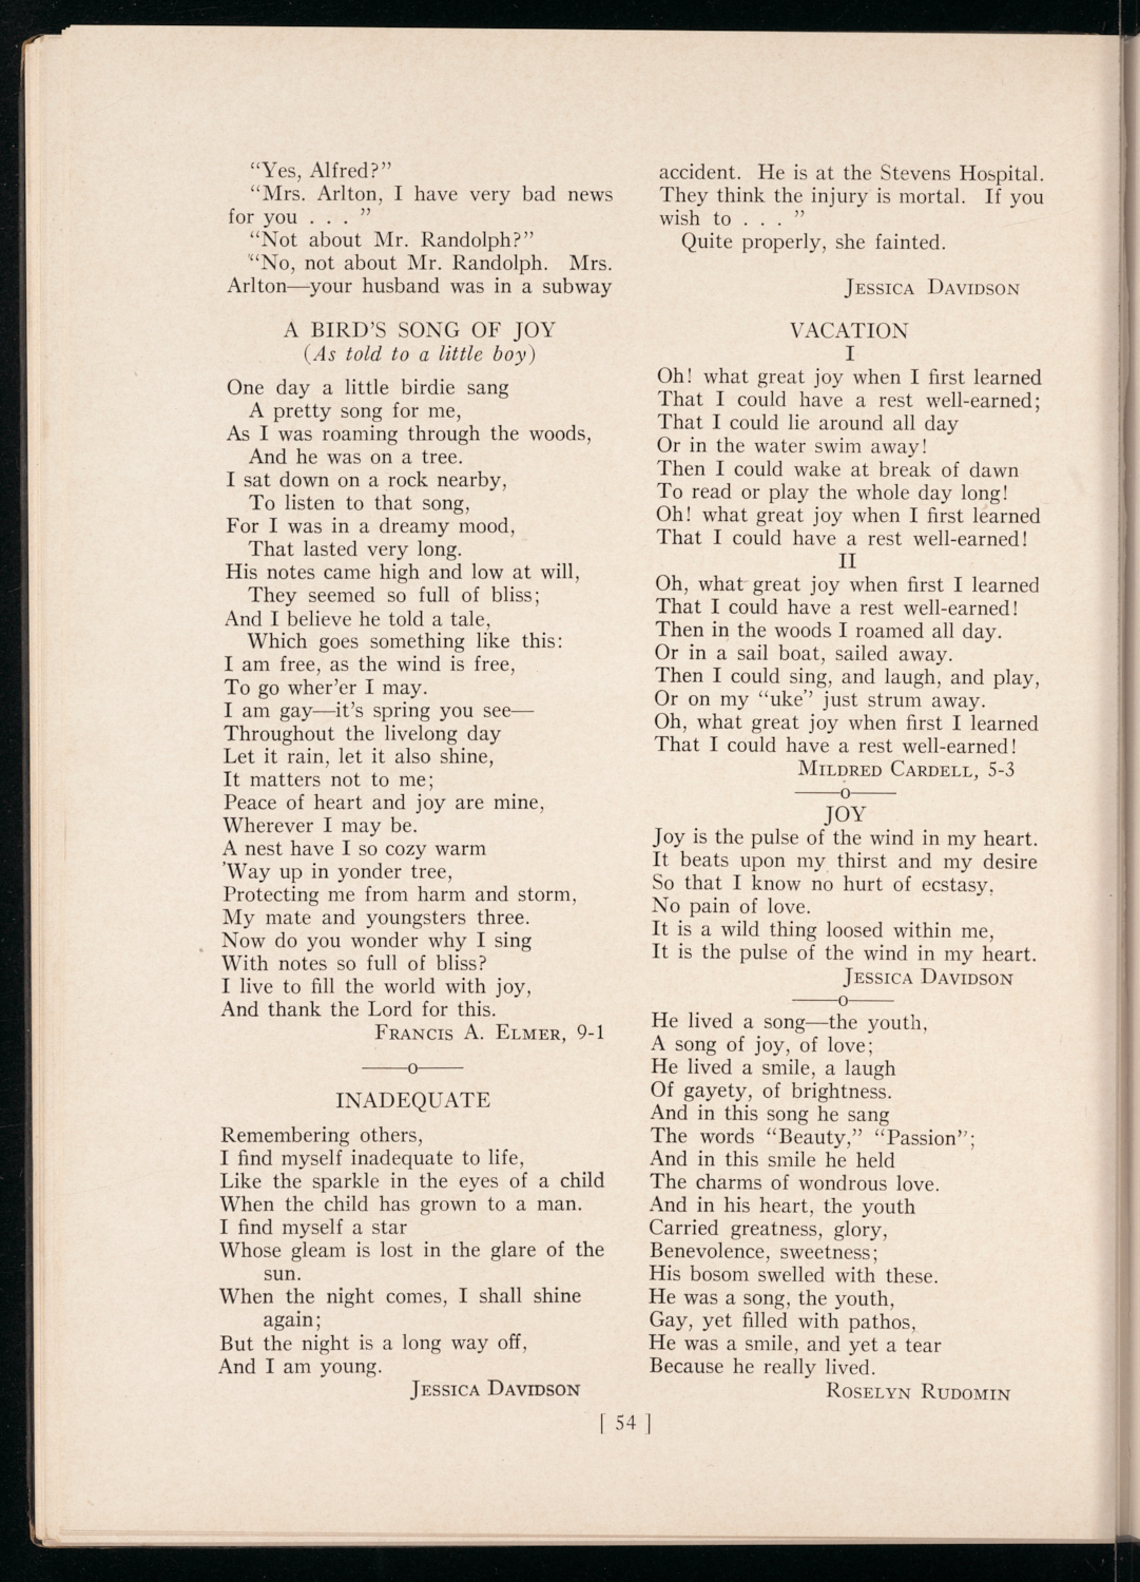 "Yes, Alfred?"
"Mrs. Arlton, I have very bad news
for you . . . "
"Not about Mr. Randolph?"
"No, not about Mr. Randolph. Mrs.
Arlton—your husband was in a subway
accident. He is at the Stevens Hospital.
They think the injury is mortal. If you
wish to . . . "
Quite properly, she fainted.
JESSICA DAVIDSON
A BIRD'S SONG OF JOY
(As told to a little boy)
One day a little birdie sang
A pretty song for me,
As I was roaming through the woods,
And he was on a tree.
I sat down on a rock nearby,
To listen to that song,
For I was in a dreamy mood,
That lasted very long.
His notes came high and low at will,
They seemed so full of bliss;
And I believe he told a tale,
Which goes something like this:
I am free, as the wind is free,
To go wher'er I may.
I am gay—it's spring you see—
Throughout the livelong day
Let it rain, let it also shine,
It matters not to me;
Peace of heart and joy are mine,
Wherever I may be.
A nest have I so cozy warm
'Way up in yonder tree,
Protecting me from harm and storm,
My mate and youngsters three.
Now do you wonder why I sing
With notes so full of bliss?
I live to fill the world with joy,
And thank the Lord for this.
FRANCIS A. ELMER, 9-1
——o——
INADEQUATE
Remembering others,
I find myself inadequate to life,
Like the sparkle in the eyes of a child
When the child has grown to a man.
I find myself a star
Whose gleam is lost in the glare of the
sun.
When the night comes, I shall shine
again;
But the night is a long way off,
And I am young.
JESSICA DAVIDSON
VACATION
I
Oh! what great joy when I first learned
That I could have a rest well-earned;
That I could lie around all day
Or in the water swim away!
Then I could wake at break of dawn
To read or play the whole day long!
Oh! what great joy when I first learned
That I could have a rest well-earned!
II
Oh, what great joy when first I learned
That I could have a rest well-earned!
Then in the woods I roamed all day.
Or in a sail boat, sailed away.
Then I could sing, and laugh, and play,
Or on my "uke" just strum away.
Oh, what great joy when first I learned
That I could have a rest well-earned!
MILDRED CARDELL, 5-3
——o——
JOY
Joy is the pulse of the wind in my heart.
It beats upon my thirst and my desire
So that I know no hurt of ecstasy,
No pain of love.
It is a wild thing loosed within me,
It is the pulse of the wind in my heart.
JESSICA DAVIDSON
——o——
He lived a song—the youth,
A song of joy, of love;
He lived a smile, a laugh
Of gayety, of brightness.
And in this song he sang
The words "Beauty," "Passion";
And in this smile he held
The charms of wondrous love.
And in his heart, the youth
Carried greatness, glory,
Benevolence, sweetness;
His bosom swelled with these.
He was a song, the youth,
Gay, yet filled with pathos,
He was a smile, and yet a tear
Because he really lived.
ROSELYN RUDOMIN
[ 54 ]